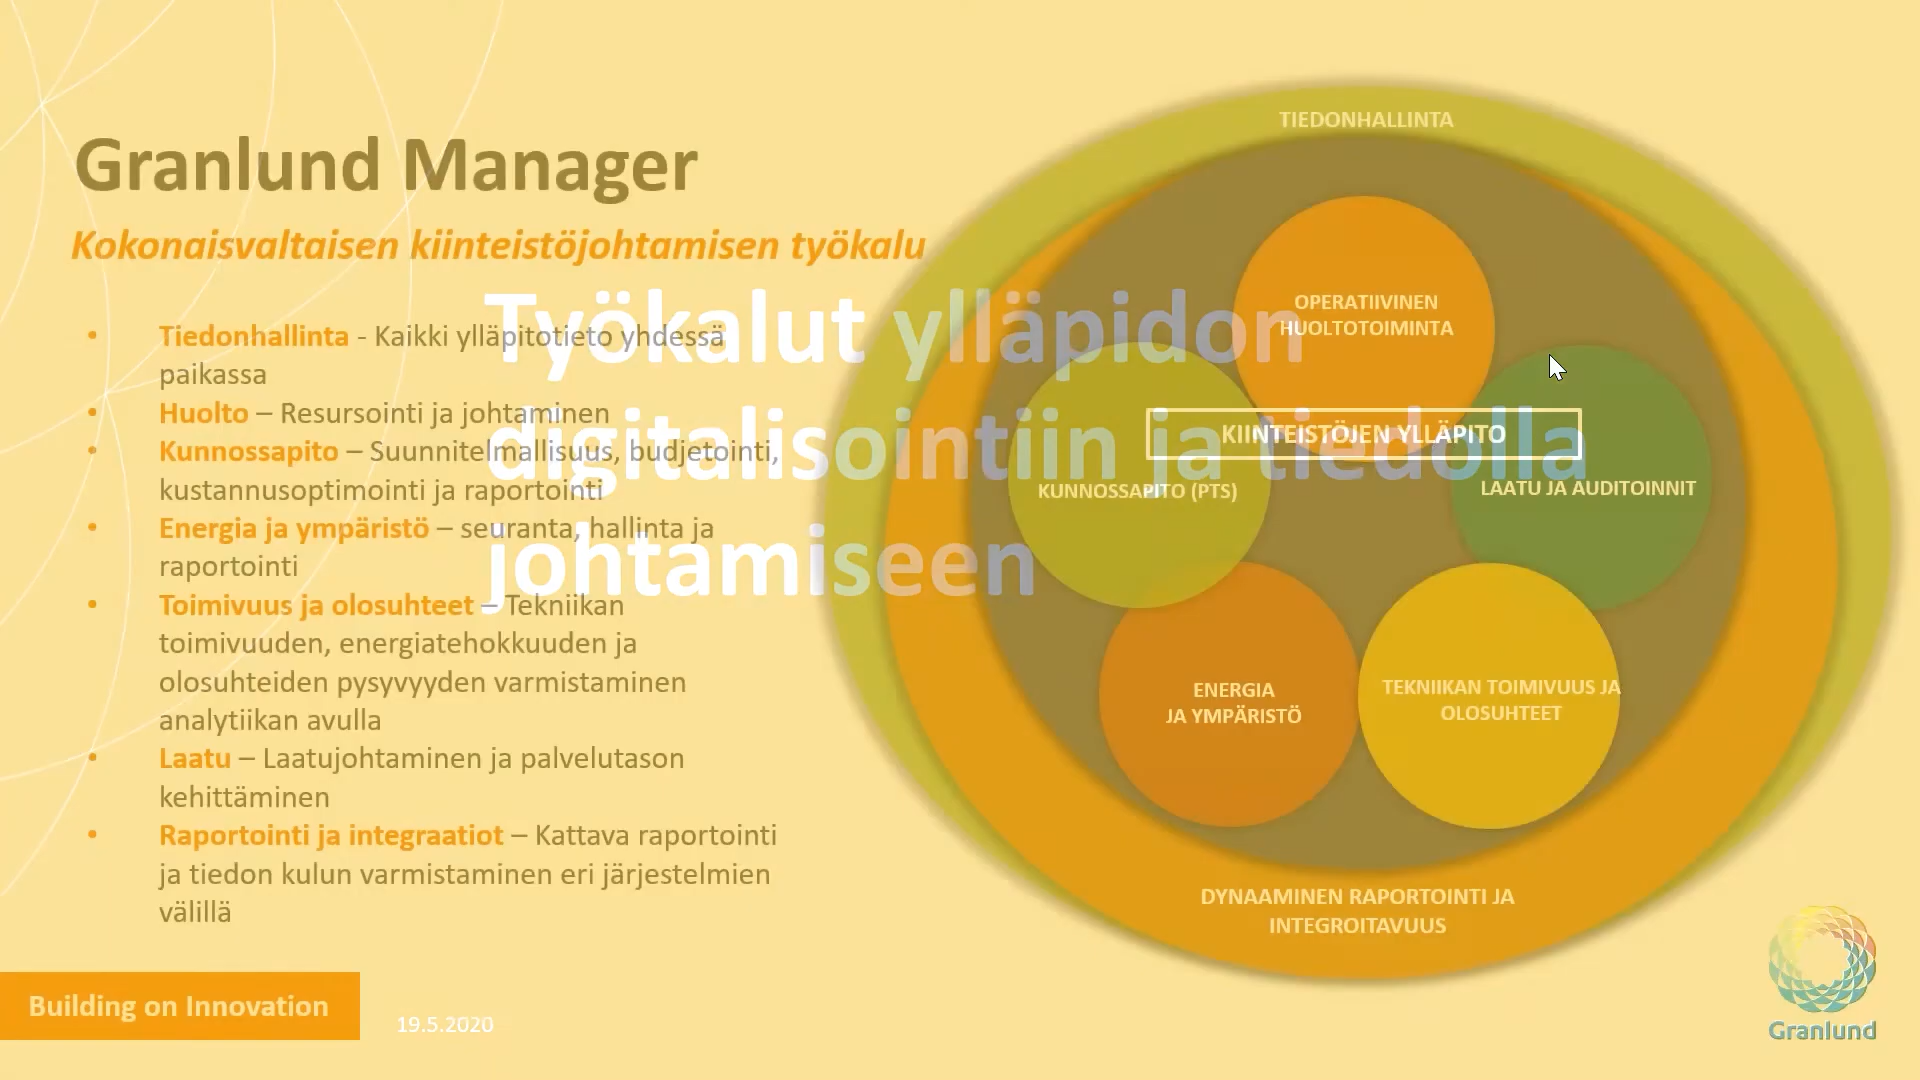 Granlund Manager
Kokonaisvaltaisen kiinteistöjohtamisen työkalu
• Tiedonhallinta - Kaikki ylläpitotieto yhdessä
paikassa
• Huolto – Resursointi ja johtaminen
• Kunnossapito – Suunnitelmallisuus, budjetointi,
kustannusoptimointi ja raportointi
• Energia ja ympäristö – seuranta, hallinta ja
raportointi
• Toimivuus ja olosuhteet – Tekniikan
toimivuuden, energiatehokkuuden ja
olosuhteiden pysyvyyden varmistaminen
analytiikan avulla
• Laatu – Laatujohtaminen ja palvelutason
kehittäminen
• Raportointi ja integraatiot – Kattava raportointi
ja tiedon kulun varmistaminen eri järjestelmien
välillä
Työkalut ylläpidon
digitalisointiin ja tiedolla
johtamiseen
TIEDONHALLINTA
OPERATIIVINEN
HUOLTOTOIMINTA
KIINTEISTÖJEN YLLÄPITO
KUNNOSSAPITO (PTS)
LAATU JA AUDITOINNIT
ENERGIA
JA YMPÄRISTÖ
TEKNIIKAN TOIMIVUUS JA
OLOSUHTEET
DYNAAMINEN RAPORTOINTI JA
INTEGROITAVUUS
Building on Innovation
19.5.2020
Granlund